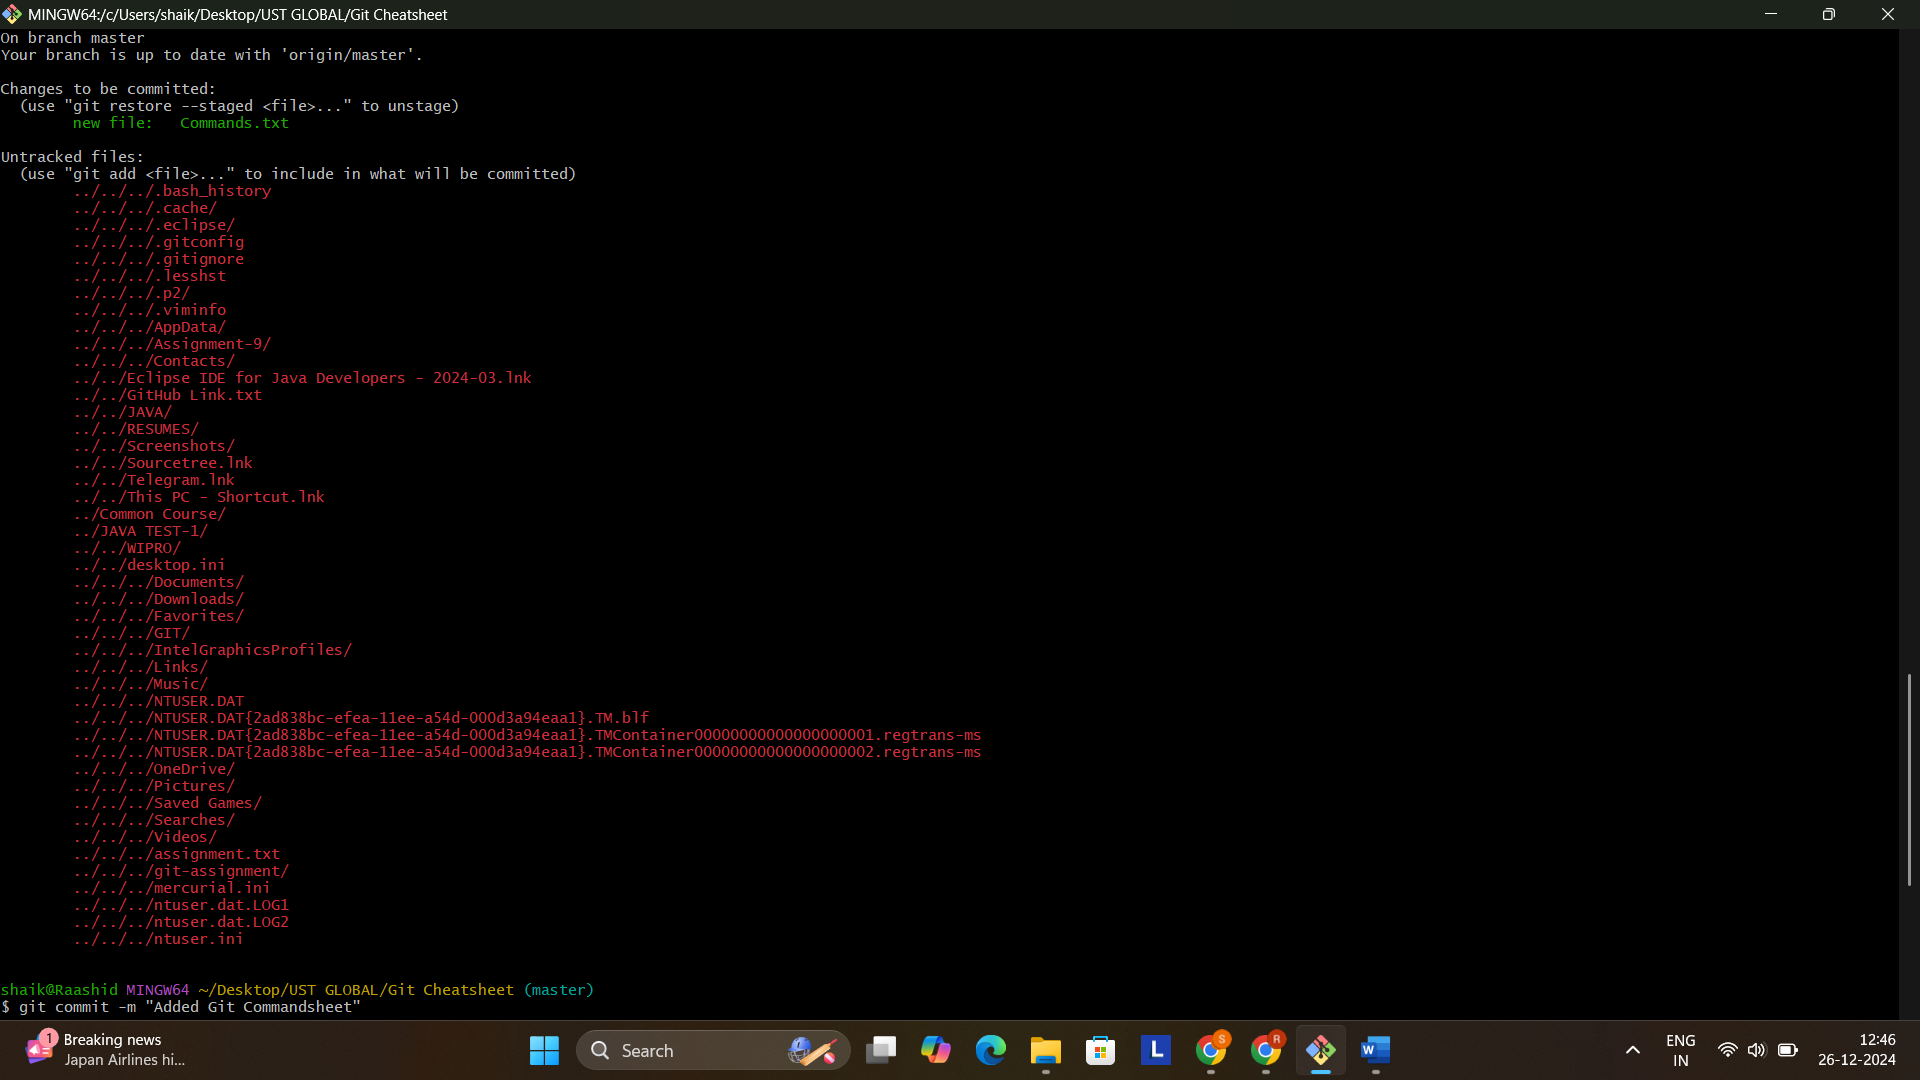 MINGW64:/c/Users/shaik/Desktop/UST GLOBAL/Git Cheatsheet
On branch master
Your branch is up to date with 'origin/master'.
Changes to be committed:
(use "git restore --staged <file>..." to unstage)
new file:   Commands.txt
Untracked files:
(use "git add <file>..." to include in what will be committed)
../../../.bash_history
../../../.cache/
../../../.eclipse/
../../../.gitconfig
../../../.gitignore
../../../.lesshst
../../../.p2/
../../../.viminfo
../../../AppData/
../../../Assignment-9/
../../../Contacts/
../../Eclipse IDE for Java Developers - 2024-03.lnk
../../GitHub Link.txt
../../JAVA/
../../RESUMES/
../../Screenshots/
../../Sourcetree.lnk
../../Telegram.lnk
../../This PC - Shortcut.lnk
../Common Course/
../JAVA TEST-1/
../../WIPRO/
../../desktop.ini
../../../Documents/
../../../Downloads/
../../../Favorites/
../../../GIT/
../../../IntelGraphicsProfiles/
../../../Links/
../../../Music/
../../../NTUSER.DAT
../../../NTUSER.DAT{2ad838bc-efea-11ee-a54d-000d3a94eaa1}.TM.blf
../../../NTUSER.DAT{2ad838bc-efea-11ee-a54d-000d3a94eaa1}.TMContainer00000000000000000001.regtrans-ms
../../../NTUSER.DAT{2ad838bc-efea-11ee-a54d-000d3a94eaa1}.TMContainer00000000000000000002.regtrans-ms
../../../OneDrive/
../../../Pictures/
../../../Saved Games/
../../../Searches/
../../../Videos/
../../../assignment.txt
../../../git-assignment/
../../../mercurial.ini
../../../ntuser.dat.LOG1
../../../ntuser.dat.LOG2
../../../ntuser.ini
shaik@Raashid MINGW64 ~/Desktop/UST GLOBAL/Git Cheatsheet (master)
$ git commit -m "Added Git Commandsheet"
1
Breaking news
Japan Airlines hi...
Search
L
S
R
W
ENG
IN
12:46
26-12-2024